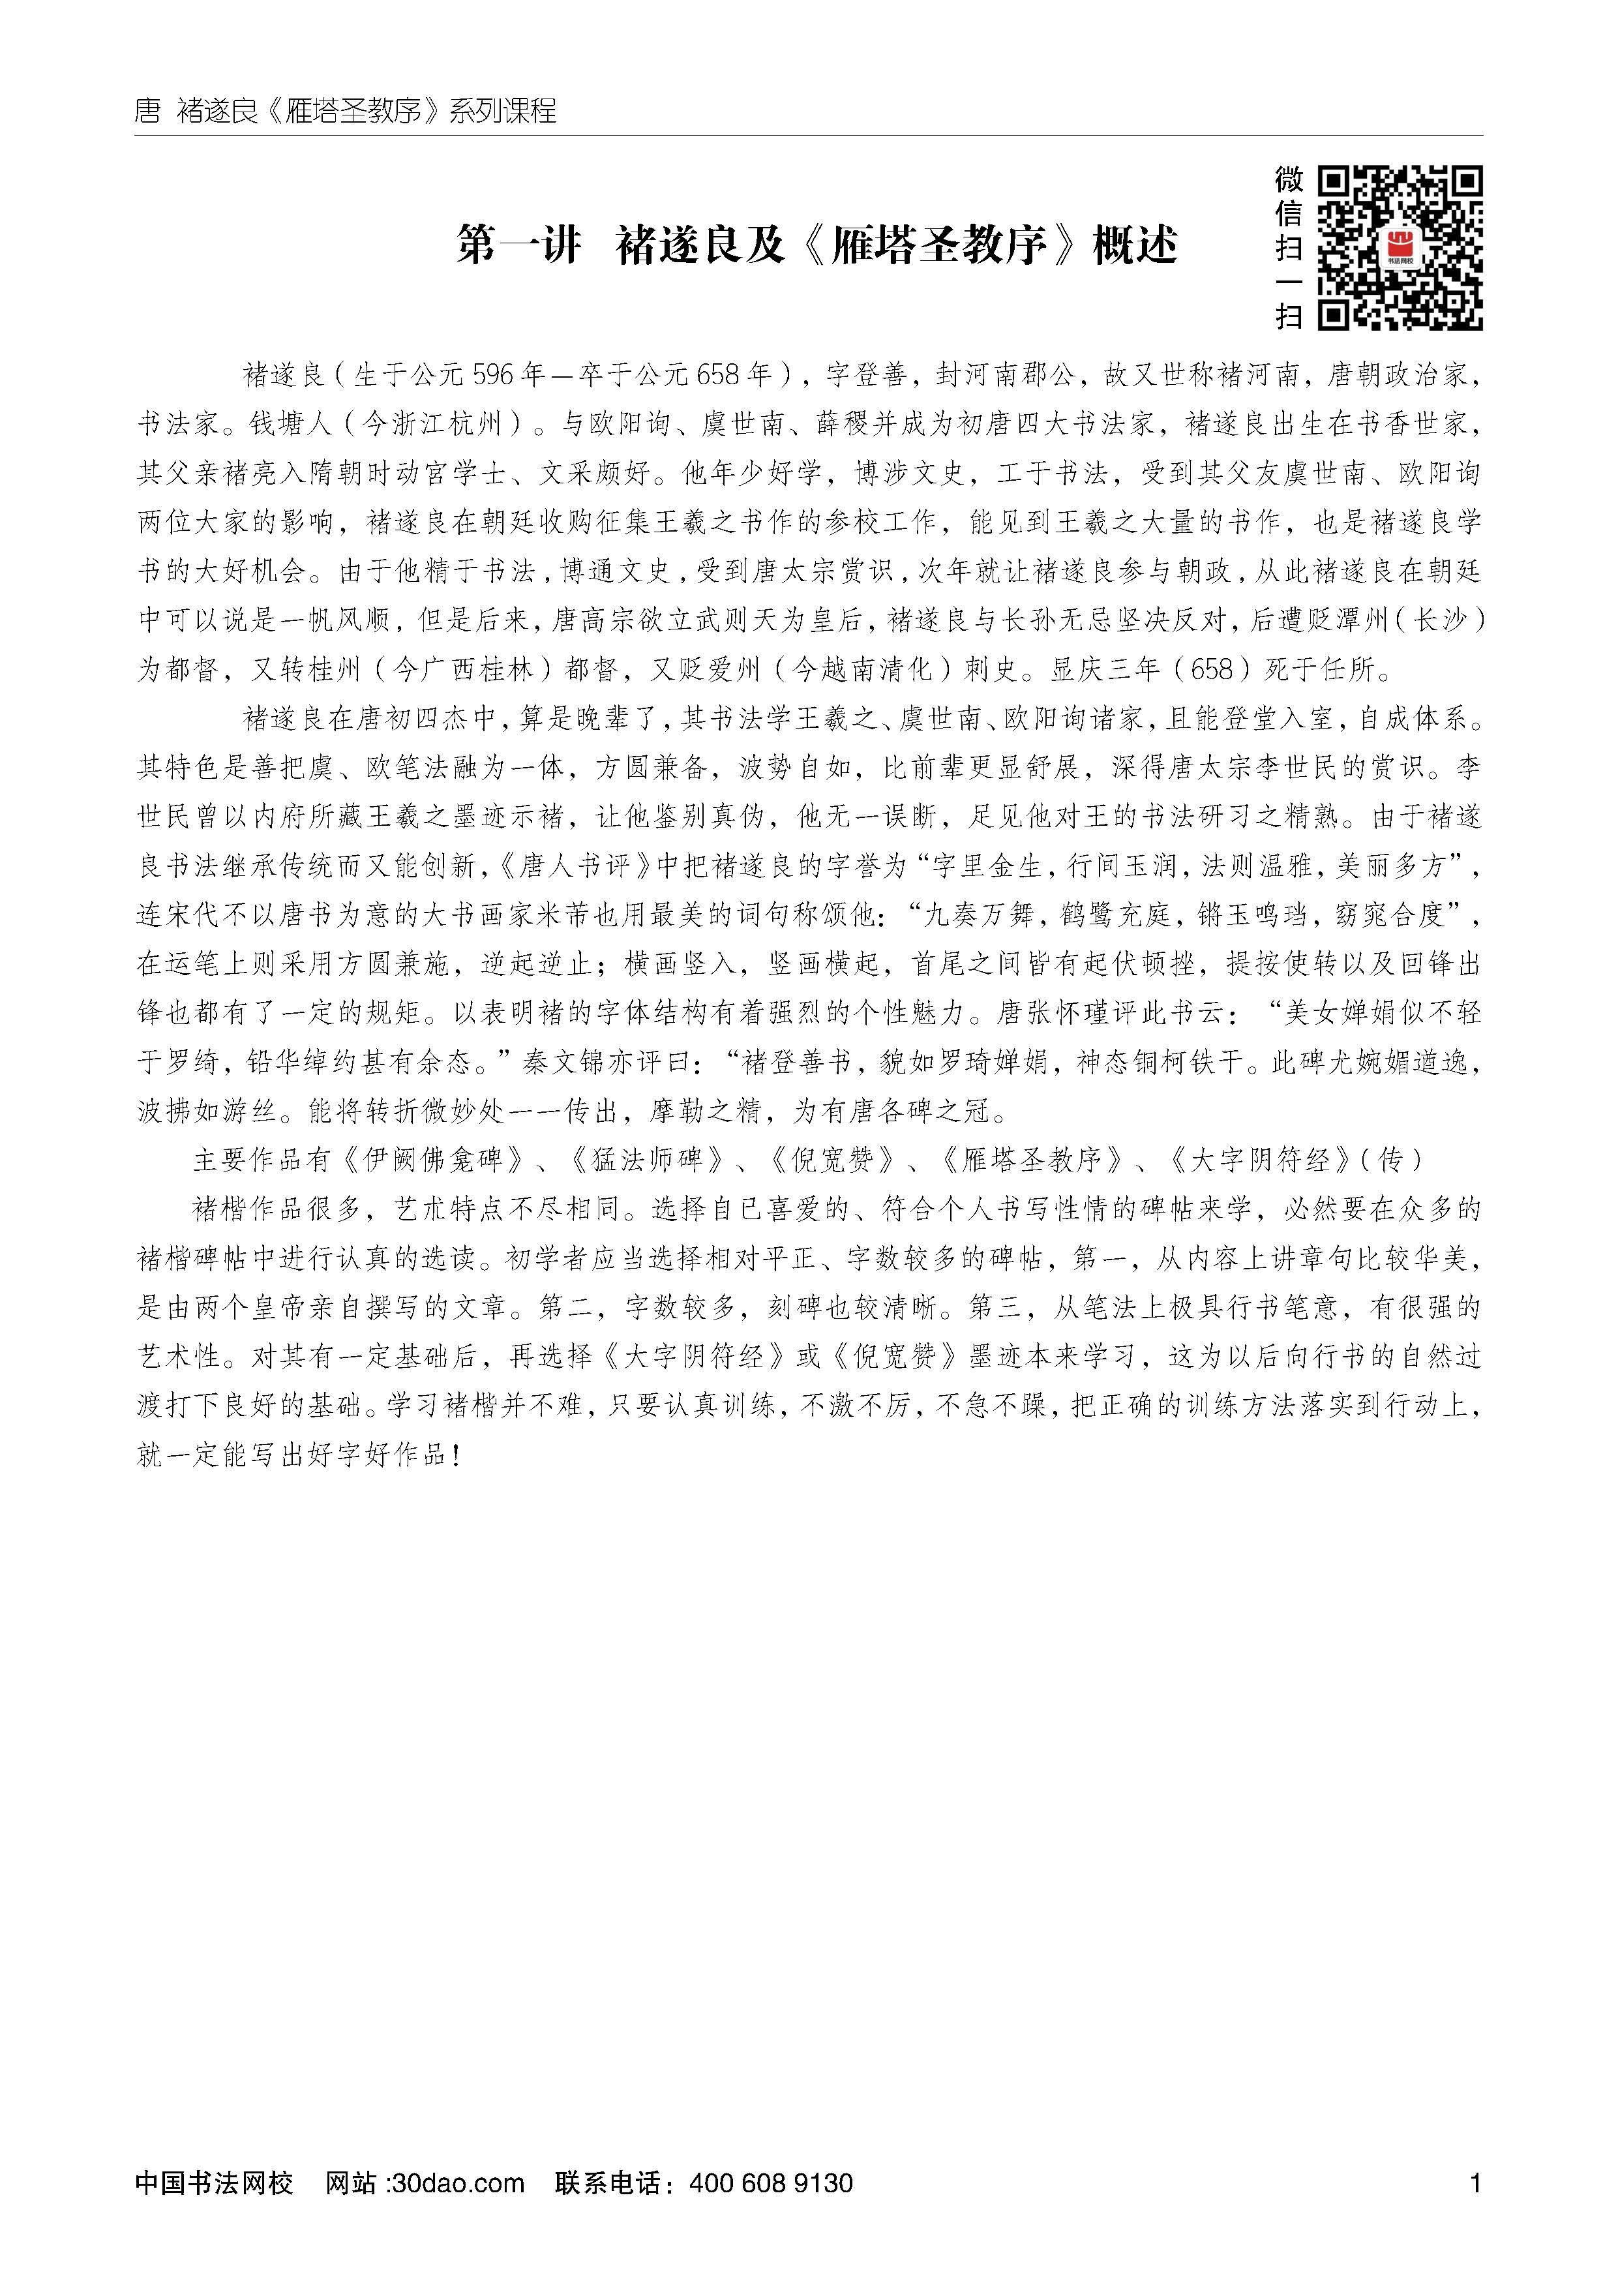 唐 褚遂良《雁塔圣教序》系列课程
微信扫一扫
书法网校
第一讲 褚遂良及《雁塔圣教序》概述
褚遂良（生于公元 596 年—卒于公元 658 年），字登善，封河南郡公，故又世称褚河南，唐朝政治家，
书法家。钱塘人（今浙江杭州）。与欧阳询、虞世南、薛稷并成为初唐四大书法家，褚遂良出生在书香世家，
其父亲褚亮入隋朝时动宫学士、文采颇好。他年少好学，博涉文史，工于书法，受到其父友虞世南、欧阳询
两位大家的影响，褚遂良在朝廷收购征集王羲之书作的参校工作，能见到王羲之大量的书作，也是褚遂良学
书的大好机会。由于他精于书法，博通文史，受到唐太宗赏识，次年就让褚遂良参与朝政，从此褚遂良在朝廷
中可以说是一帆风顺，但是后来，唐高宗欲立武则天为皇后，褚遂良与长孙无忌坚决反对，后遭贬潭州（长沙）
为都督，又转桂州（今广西桂林）都督，又贬爱州（今越南清化）刺史。显庆三年（658）死于任所。
褚遂良在唐初四杰中，算是晚辈了，其书法学王羲之、虞世南、欧阳询诸家，且能登堂入室，自成体系。
其特色是善把虞、欧笔法融为一体，方圆兼备，波势自如，比前辈更显舒展，深得唐太宗李世民的赏识。李
世民曾以内府所藏王羲之墨迹示褚，让他鉴别真伪，他无一误断，足见他对王的书法研习之精熟。由于褚遂
良书法继承传统而又能创新，《唐人书评》中把褚遂良的字誉为“字里金生，行间玉润，法则温雅，美丽多方”，
连宋代不以唐书为意的大书画家米芾也用最美的词句称颂他：“九奏万舞，鹤鹭充庭，锵玉鸣珰，窈窕合度”，
在运笔上则采用方圆兼施，逆起逆止；横画竖入，竖画横起，首尾之间皆有起伏顿挫，提按使转以及回锋出
锋也都有了一定的规矩。以表明褚的字体结构有着强烈的个性魅力。唐张怀瑾评此书云：“美女婵娟似不轻
于罗绮，铅华绰约甚有余态。”秦文锦亦评曰：“褚登善书，貌如罗琦婵娟，神态铜柯铁干。此碑尤婉媚遒逸，
波拂如游丝。能将转折微妙处一一传出，摩勒之精，为有唐各碑之冠。
主要作品有《伊阙佛龛碑》、《猛法师碑》、《倪宽赞》、《雁塔圣教序》、《大字阴符经》（传）
褚楷作品很多，艺术特点不尽相同。选择自己喜爱的、符合个人书写性情的碑帖来学，必然要在众多的
褚楷碑帖中进行认真的选读。初学者应当选择相对平正、字数较多的碑帖，第一，从内容上讲章句比较华美，
是由两个皇帝亲自撰写的文章。第二，字数较多，刻碑也较清晰。第三，从笔法上极具行书笔意，有很强的
艺术性。对其有一定基础后，再选择《大字阴符经》或《倪宽赞》墨迹本来学习，这为以后向行书的自然过
渡打下良好的基础。学习褚楷并不难，只要认真训练，不激不厉，不急不躁，把正确的训练方法落实到行动上，
就一定能写出好字好作品！
中国书法网校 网站 :30dao.com 联系电话：400 608 9130 1